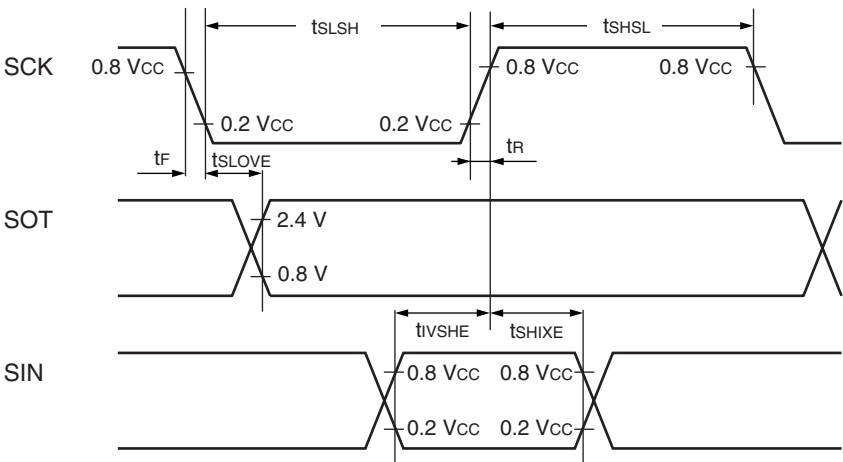 tSLSH tSHSL
SCK 0.8 VCC 0.8 VCC 0.8 VCC
0.2 VCC 0.2 VCC
tF tSLOVE tR
SOT 2.4 V
0.8 V
tIVSHE tSHIXE
SIN 0.8 VCC 0.8 VCC
0.2 VCC 0.2 VCC